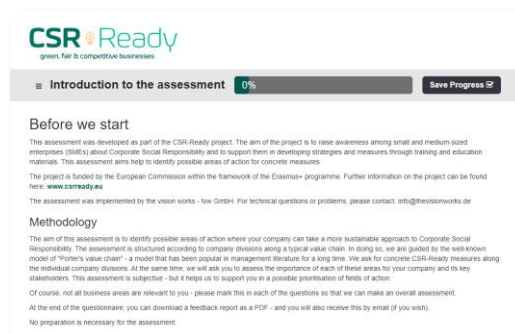 CSR Ready
green, fair & competitive businesses
≡ Introduction to the assessment 0% Save Progress
Before we start
This assessment was developed as part of the CSR-Ready project. The aim of the project is to raise awareness among small and medium-sized
enterprises (SMEs) about Corporate Social Responsibility and to support them in developing strategies and measures through training and education
materials. This assessment aims help to identify possible areas of action for concrete measures.
The project is funded by the European Commission within the framework of the Erasmus+ programme. Further information on the project can be found
here: www.csrready.eu
The assessment was implemented by the vision works - tvw GmbH. For technical questions or problems, please contact: info@thevisionworks.de
Methodology
The aim of this assessment is to identify possible areas of action where your company can take a more sustainable approach to Corporate Social
Responsibility. The assessment is structured according to company divisions along a typical value chain. In doing so, we are guided by the well-known
model of "Porter's value chain" - a model that has been popular in management literature for a long time. We ask for concrete CSR-Ready measures along
the individual company divisions. At the same time, we will ask you to assess the importance of each of these areas for your company and its key
stakeholders. This assessment is subjective - but it helps us to support you in a possible prioritisation of fields of action.
Of course, not all business areas are relevant to you - please mark this in each of the questions so that we can make an overall assessment.
At the end of the questionnaire, you can download a feedback report as a PDF - and you will also receive this by email (if you wish).
No preparation is necessary for the assessment.